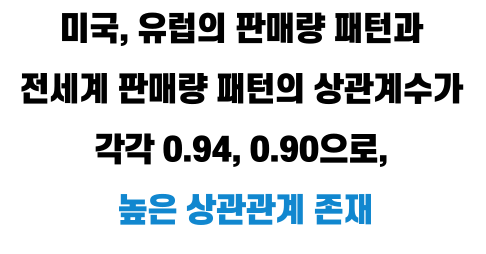 미국, 유럽의 판매량 패턴과
전세계 판매량 패턴의 상관계수가
각각 0.94, 0.90으로,
높은 상관관계 존재